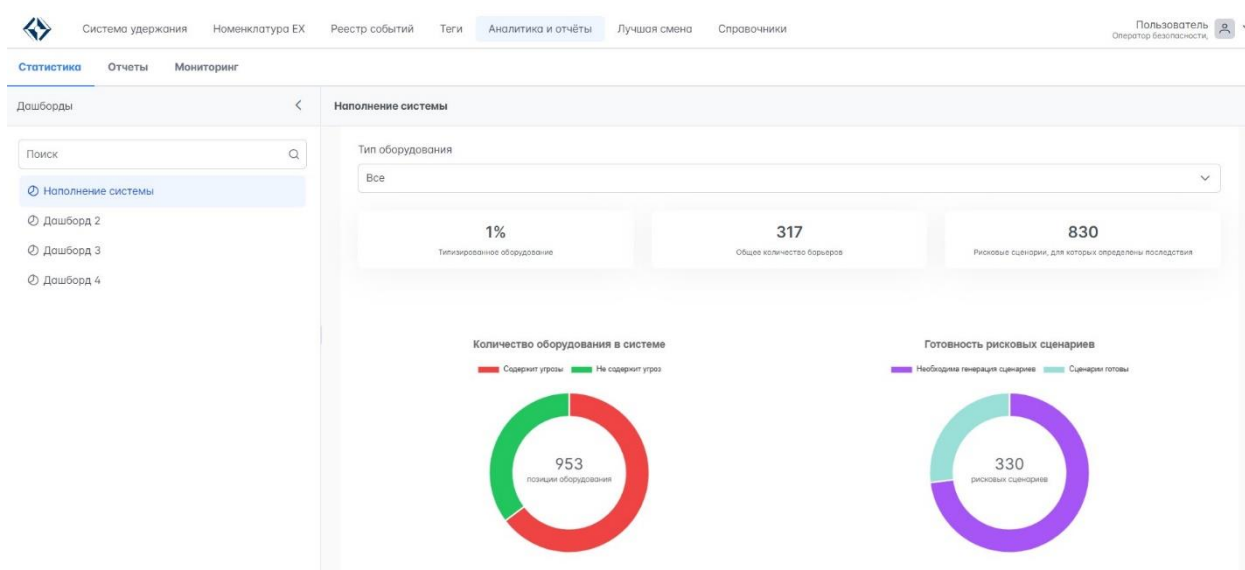 Система удержания Номенклатура EX Реестр событий Теги Аналитика и отчёты Лучшая смена Справочники Пользователь
Оператор безопасности,
Статистика Отчеты Мониторинг
Дашборды Наполнение системы
Поиск
Наполнение системы
Дашборд 2
Дашборд 3
Дашборд 4
Тип оборудования
Все
1% 317 830
Типизированное оборудование Общее количество барьеров Рисковые сценарии, для которых определены последствия
Количество оборудования в системе Готовность рисковых сценариев
Содержит угрозы Не содержит угроз Необходима генерация сценариев Сценарии готовы
953 330
позиции оборудования рисковых сценариев